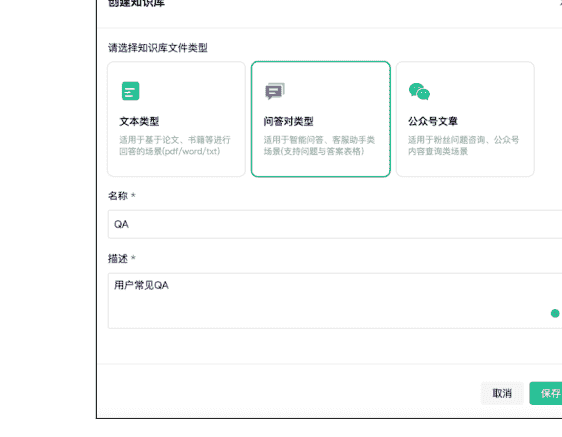 创建知识库
请选择知识库文件类型
文本类型
适用于基于论文、书籍等进行
回答的场景(pdf/word/txt)
问答对类型
适用于智能问答、客服助手类
场景(支持问题与答案表格)
公众号文章
适用于粉丝问题咨询、公众号
内容查询类场景
名称 *
QA
描述 *
用户常见QA
取消
保存